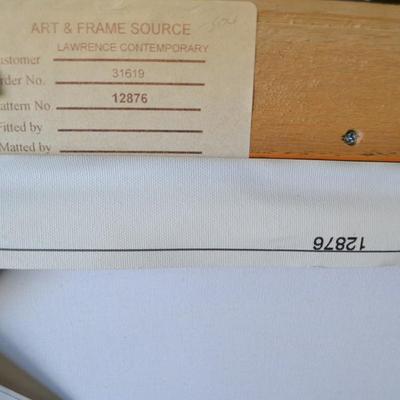 ART & FRAME SOURCE
LAWRENCE CONTEMPORARY
ustomer
rder No. 31619
attern No. 12876
Fitted by
Matted by
12876